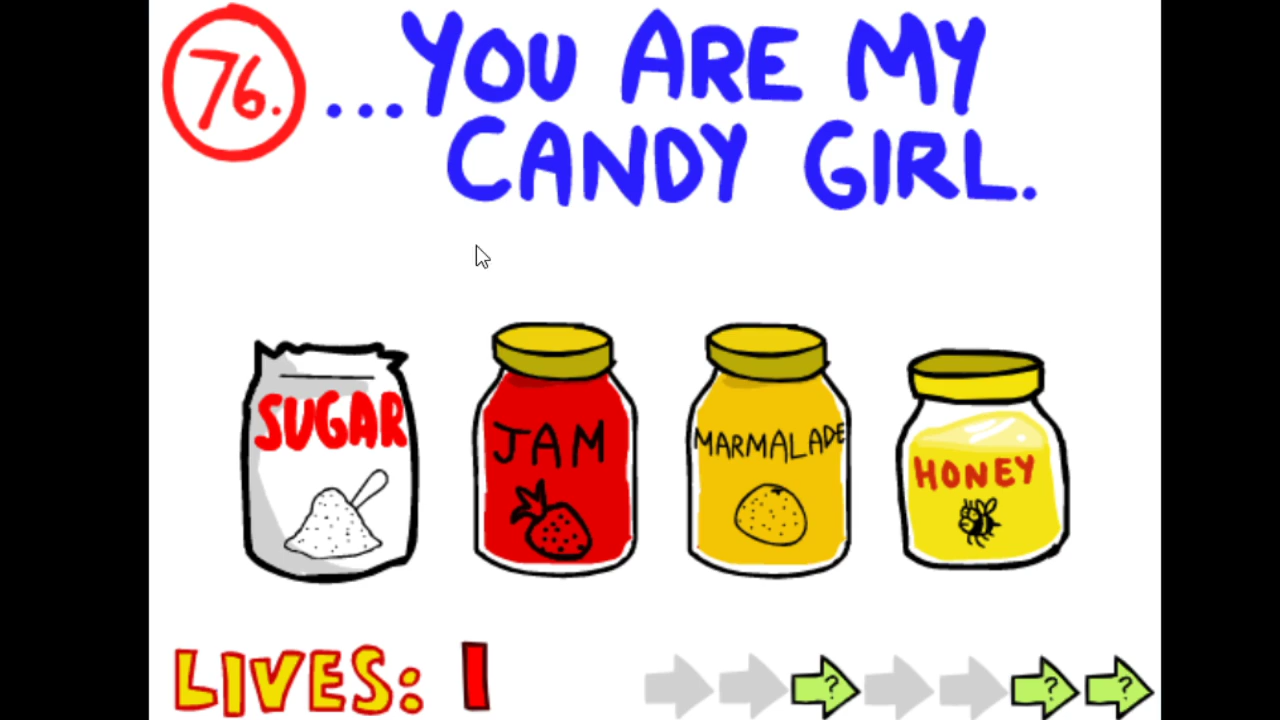 76. ...YOU ARE MY
CANDY GIRL.
SUGAR
JAM
MARMALADE
HONEY
LIVES: 1
? ? ?